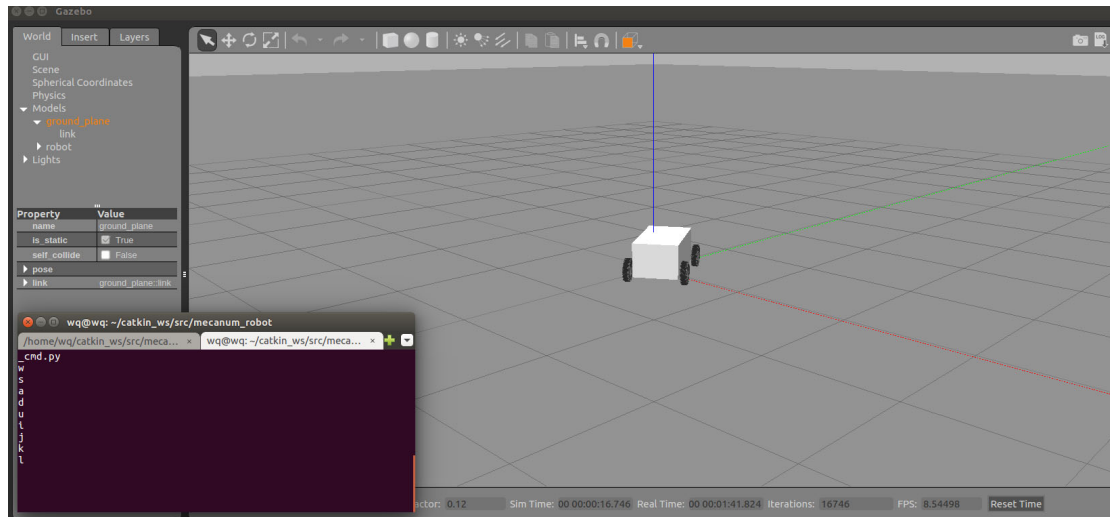 Gazebo
World Insert Layers
GUI
Scene
Spherical Coordinates
Physics
Models
ground_plane
link
robot
Lights
Property Value
name ground_plane
is_static True
self_collide False
pose
link ground_plane::link
wq@wq: ~/catkin_ws/src/mecanum_robot
/home/wq/catkin_ws/src/meca... × wq@wq: ~/catkin_ws/src/meca... ×
_cmd.py
w
s
a
d
u
i
j
k
l
actor: 0.12 Sim Time: 00 00:00:16.746 Real Time: 00 00:01:41.824 Iterations: 16746 FPS: 8.54498 Reset Time
LOG